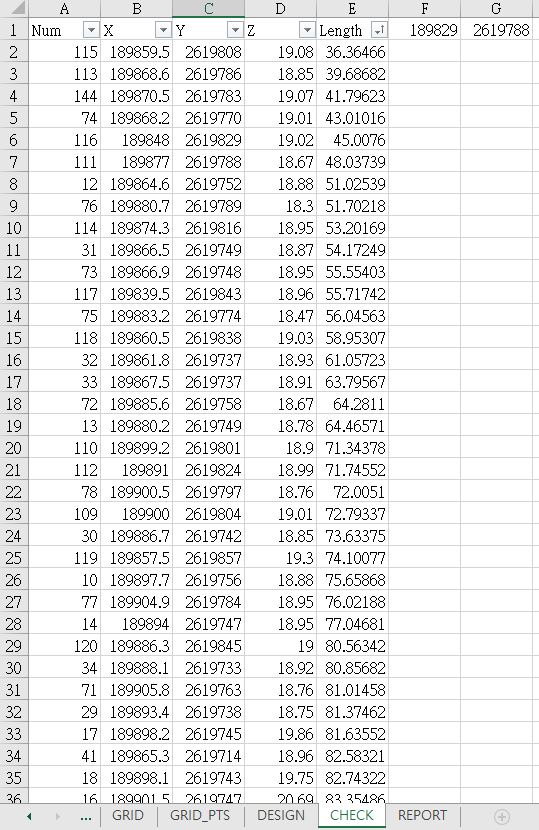 A B C D E F G
1 Num X Y Z Length 189829 2619788
2 115 189859.5 2619808 19.08 36.36466
3 113 189868.6 2619786 18.85 39.68682
4 144 189870.5 2619783 19.07 41.79623
5 74 189868.2 2619770 19.01 43.01016
6 116 189848 2619829 19.02 45.0076
7 111 189877 2619788 18.67 48.03739
8 12 189864.6 2619752 18.88 51.02539
9 76 189880.7 2619789 18.3 51.70218
10 114 189874.3 2619816 18.95 53.20169
11 31 189866.5 2619749 18.87 54.17249
12 73 189866.9 2619748 18.95 55.55403
13 117 189839.5 2619843 18.96 55.71742
14 75 189883.2 2619774 18.47 56.04563
15 118 189860.5 2619838 19.03 58.95307
16 32 189861.8 2619737 18.93 61.05723
17 33 189867.5 2619737 18.91 63.79567
18 72 189885.6 2619758 18.67 64.2811
19 13 189880.2 2619749 18.78 64.46571
20 110 189899.2 2619801 18.9 71.34378
21 112 189891 2619824 18.99 71.74552
22 78 189900.5 2619797 18.76 72.0051
23 109 189900 2619804 19.01 72.79337
24 30 189886.7 2619742 18.85 73.63375
25 119 189857.5 2619857 19.3 74.10077
26 10 189897.7 2619756 18.88 75.65868
27 77 189904.9 2619784 18.95 76.02188
28 14 189894 2619747 18.95 77.04681
29 120 189886.3 2619845 19 80.56342
30 34 189888.1 2619733 18.92 80.85682
31 71 189905.8 2619763 18.76 81.01458
32 29 189893.4 2619738 18.75 81.37462
33 17 189898.2 2619745 19.86 81.63552
34 41 189865.3 2619714 18.96 82.58321
35 18 189898.1 2619743 19.75 82.74322
36 16 189901.5 2619747 20.69 83.35486
... GRID GRID_PTS DESIGN CHECK REPORT